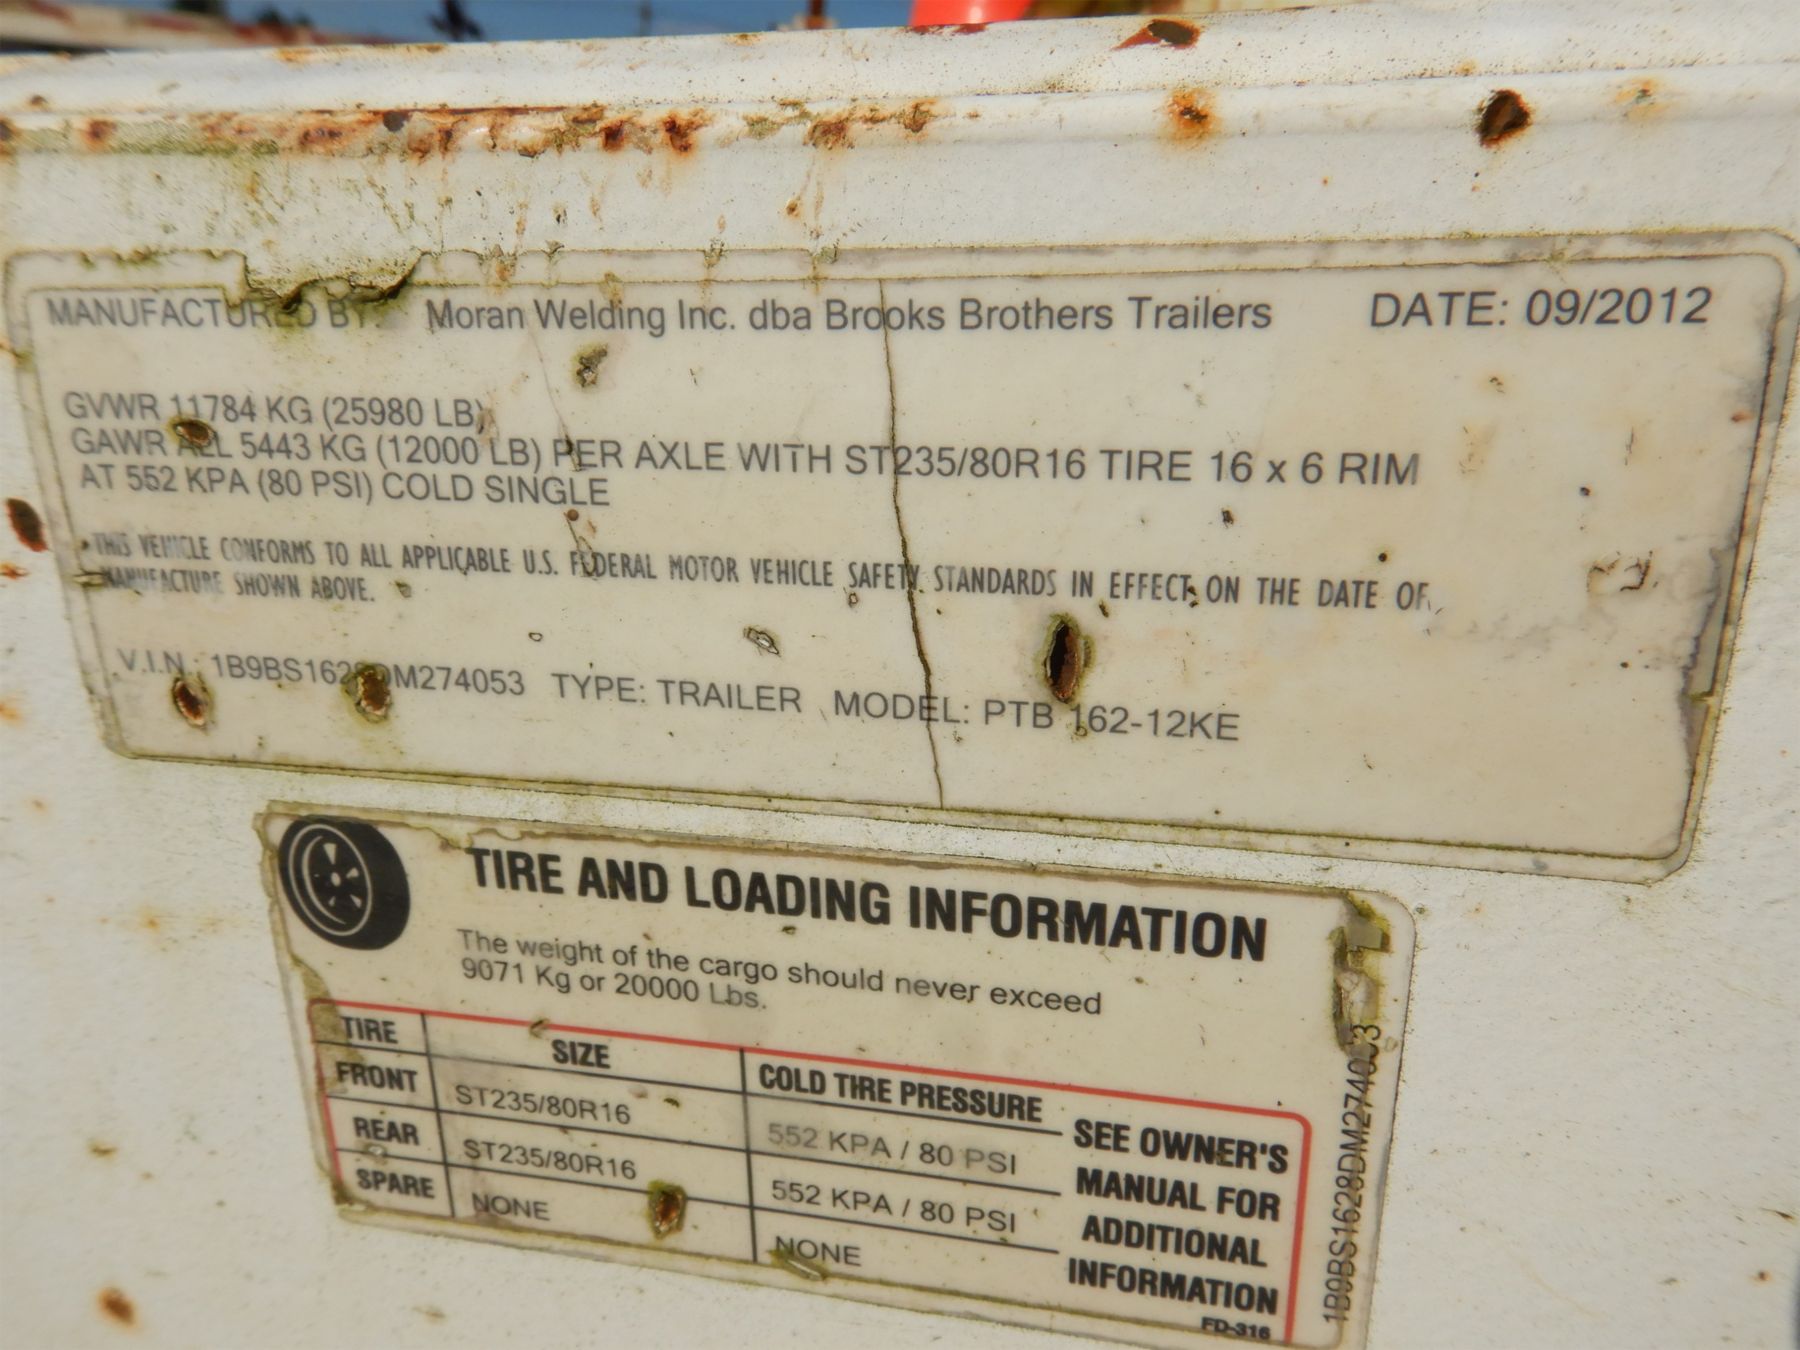 MANUFACTURED BY: Moran Welding Inc. dba Brooks Brothers Trailers DATE: 09/2012
GVWR 11784 KG (25980 LB)
GAWR ALL 5443 KG (12000 LB) PER AXLE WITH ST235/80R16 TIRE 16 x 6 RIM
AT 552 KPA (80 PSI) COLD SINGLE
THIS VEHICLE CONFORMS TO ALL APPLICABLE U.S. FEDERAL MOTOR VEHICLE SAFETY STANDARDS IN EFFECT ON THE DATE OF
MANUFACTURE SHOWN ABOVE.
V.I.N.: 1B9BS1628DM274053 TYPE: TRAILER MODEL: PTB 162-12KE
TIRE AND LOADING INFORMATION
The weight of the cargo should never exceed
9071 Kg or 20000 Lbs.
TIRE SIZE COLD TIRE PRESSURE
FRONT ST235/80R16 552 KPA / 80 PSI
REAR ST235/80R16 552 KPA / 80 PSI
SPARE NONE NONE
SEE OWNER'S
MANUAL FOR
ADDITIONAL
INFORMATION
FD-316
1B9BS1628DM274053